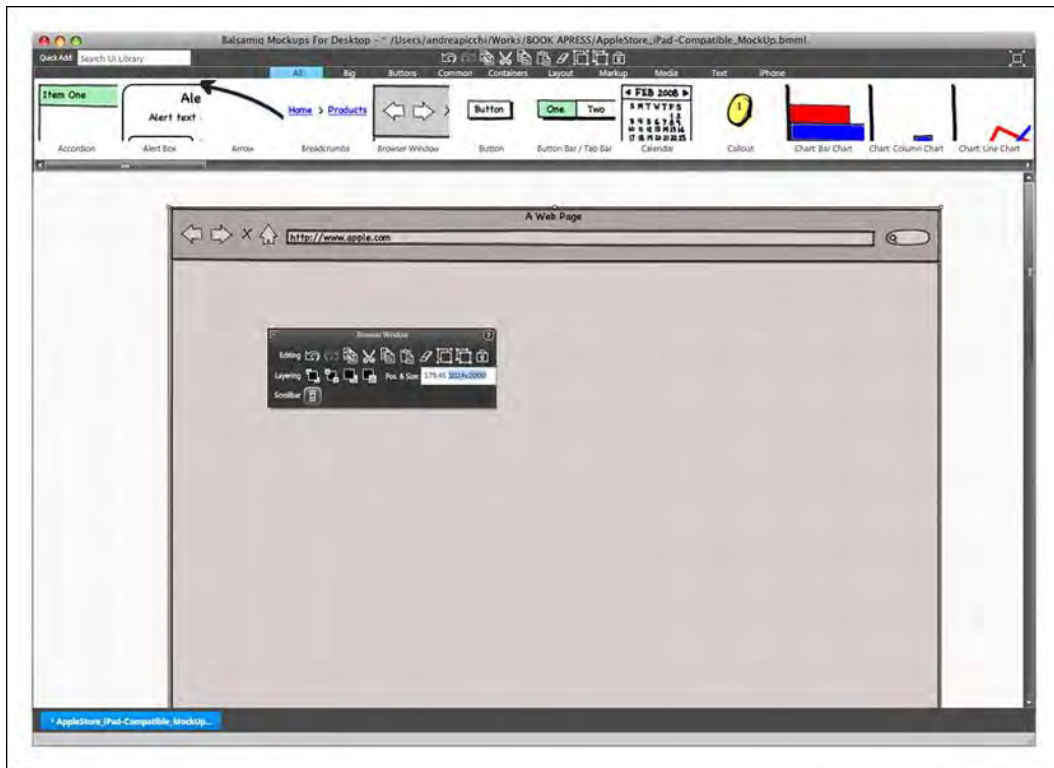 Balsamiq Mockups For Desktop - * /Users/andreapicchi/Works/BOOK APRESS/AppleStore_iPad-Compatible_MockUp.bmml
Quick Add: Search UI Library
All Big Buttons Common Containers Layout Markup Media Text iPhone
Item One
Ale
Alert text
Home > Products
Button
One Two
FEB 2008
S M T W T F S
1
Accordion Alert Box Arrow Breadcrumbs Browser Window Button Button Bar / Tab Bar Calendar Callout Chart: Bar Chart Chart: Column Chart Chart: Line Chart
A Web Page
http://www.apple.com
Browser Window ?
Editing
Layering Pos. & Size: 1024x2000
Scrollbar
* AppleStore_iPad-Compatible_MockUp...